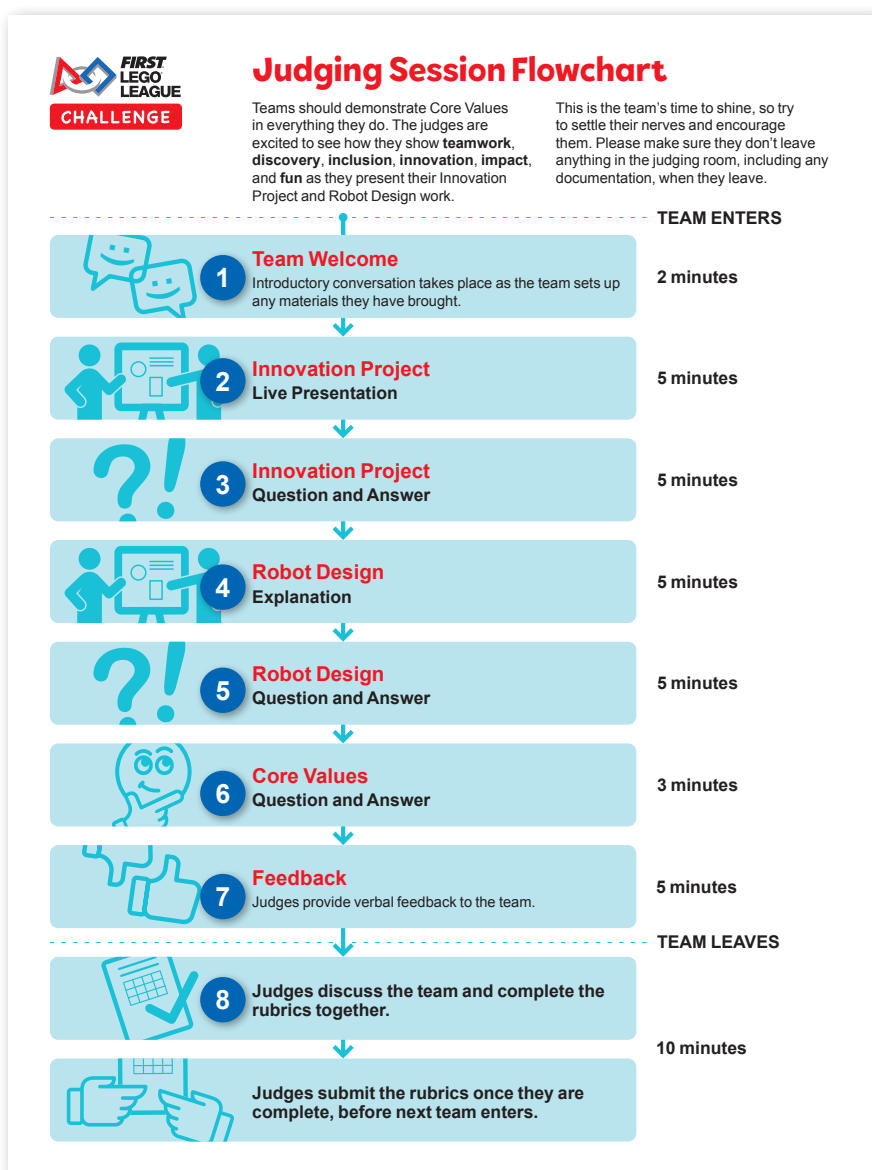 FIRST
LEGO
LEAGUE
CHALLENGE
Judging Session Flowchart
Teams should demonstrate Core Values
in everything they do. The judges are
excited to see how they show teamwork,
discovery, inclusion, innovation, impact,
and fun as they present their Innovation
Project and Robot Design work.
This is the team's time to shine, so try
to settle their nerves and encourage
them. Please make sure they don't leave
anything in the judging room, including any
documentation, when they leave.
TEAM ENTERS
1
Team Welcome
Introductory conversation takes place as the team sets up
any materials they have brought.
2 minutes
2
Innovation Project
Live Presentation
5 minutes
3
Innovation Project
Question and Answer
5 minutes
4
Robot Design
Explanation
5 minutes
5
Robot Design
Question and Answer
5 minutes
6
Core Values
Question and Answer
3 minutes
7
Feedback
Judges provide verbal feedback to the team.
5 minutes
TEAM LEAVES
8
Judges discuss the team and complete the
rubrics together.
10 minutes
Judges submit the rubrics once they are
complete, before next team enters.